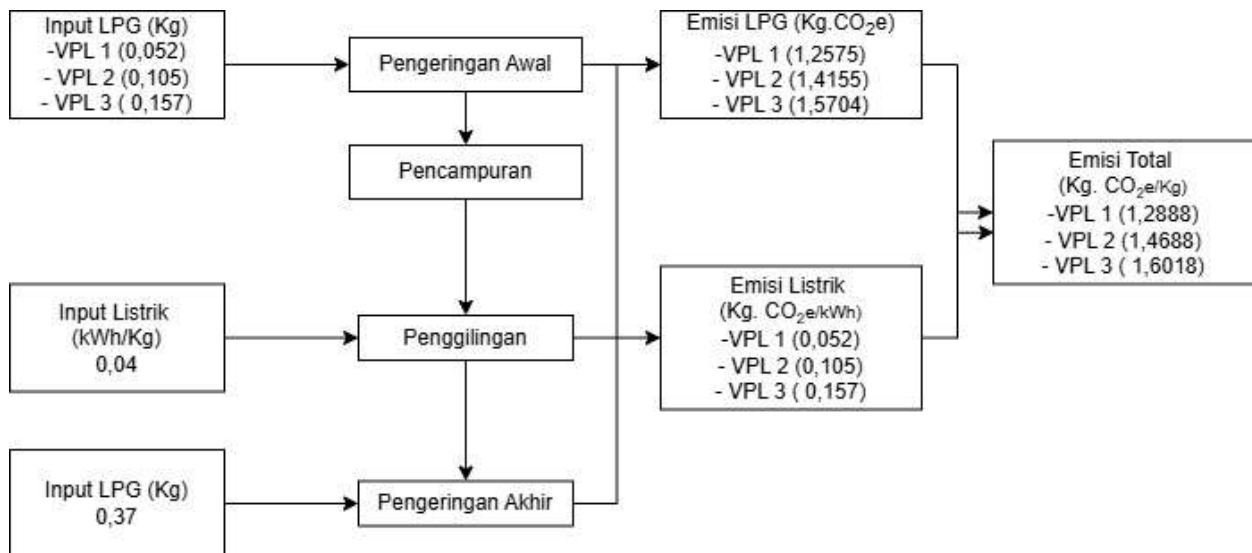 Input LPG (Kg)
-VPL 1 (0,052)
- VPL 2 (0,105)
- VPL 3 ( 0,157)
Pengeringan Awal
Emisi LPG (Kg.CO₂e)
-VPL 1 (1,2575)
- VPL 2 (1,4155)
- VPL 3 (1,5704)
Pencampuran
Emisi Total
(Kg. CO₂e/Kg)
-VPL 1 (1,2888)
- VPL 2 (1,4688)
- VPL 3 ( 1,6018)
Input Listrik
(kWh/Kg)
0,04
Penggilingan
Emisi Listrik
(Kg. CO₂e/kWh)
-VPL 1 (0,052)
- VPL 2 (0,105)
- VPL 3 ( 0,157)
Input LPG (Kg)
0,37
Pengeringan Akhir